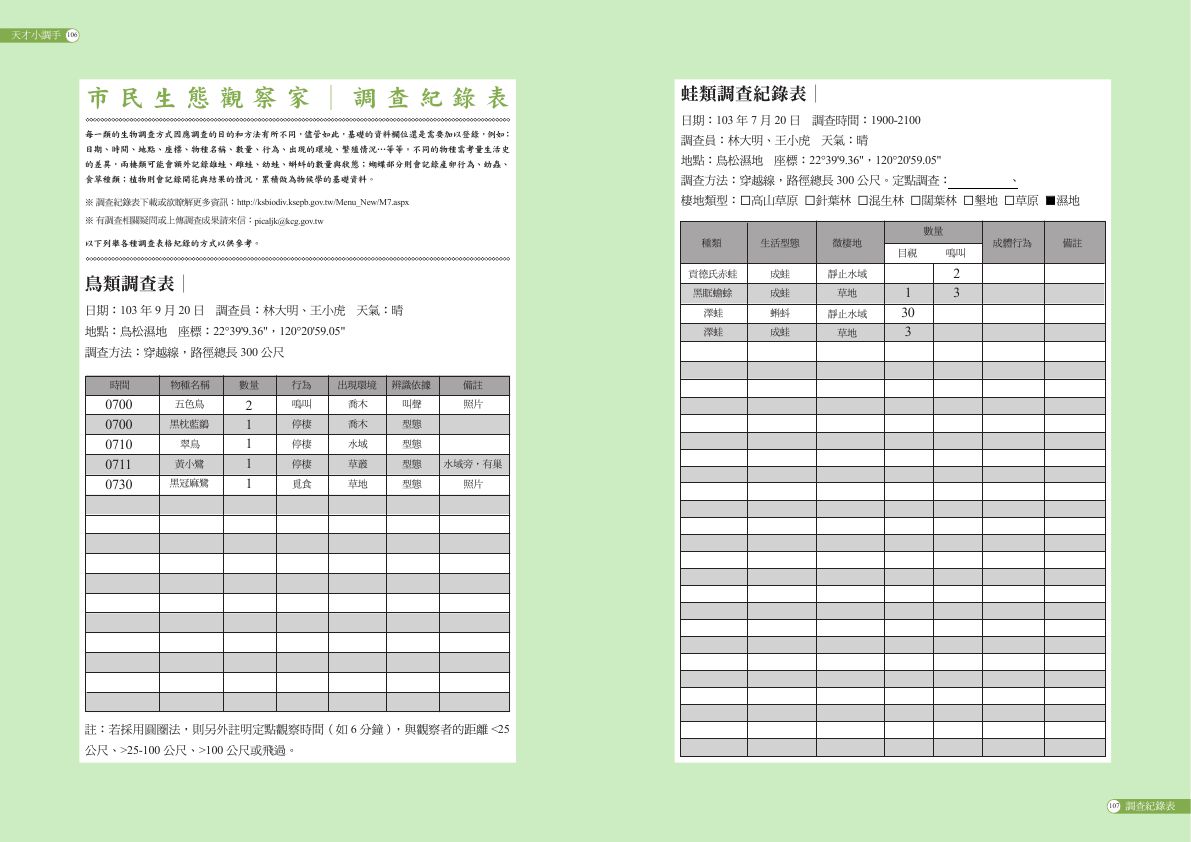 天才小調手 106
市民生態觀察家｜調查紀錄表
每一類的生物調查方式因應調查的目的和方法有所不同，儘管如此，基礎的資料欄位還是需要加以登錄，例如：
日期、時間、地點、座標、物種名稱、數量、行為、出現的環境、繁殖情況⋯等等。不同的物種需考量生活史
的差異，兩棲類可能會額外記錄雄蛙、雌蛙、幼蛙、蝌蚪的數量與狀態；蝴蝶部分則會記錄產卵行為、幼蟲、
食草種類；植物則會記錄開花與結果的情況，累積做為物候學的基礎資料。
※ 調查紀錄表下載或欲瞭解更多資訊：http://ksbiodiv.ksepb.gov.tw/Menu_New/M7.aspx
※ 有調查相關疑問或上傳調查成果請來信：picaljk@kcg.gov.tw
以下列舉各種調查表格紀錄的方式以供參考。
鳥類調查表｜
日期：103 年 9 月 20 日　調查員：林大明、王小虎　天氣：晴
地點：鳥松濕地　座標：22°39'9.36"，120°20'59.05"
調查方法：穿越線，路徑總長 300 公尺
時間 物種名稱 數量 行為 出現環境 辨識依據 備註
0700 五色鳥 2 鳴叫 喬木 叫聲 照片
0700 黑枕藍鶲 1 停棲 喬木 型態
0710 翠鳥 1 停棲 水域 型態
0711 黃小鷺 1 停棲 草叢 型態 水域旁，有巢
0730 黑冠麻鷺 1 覓食 草地 型態 照片
註：若採用圓圈法，則另外註明定點觀察時間（如 6 分鐘），與觀察者的距離 <25
公尺、>25-100 公尺、>100 公尺或飛過。
蛙類調查紀錄表｜
日期：103 年 7 月 20 日　調查時間：1900-2100
調查員：林大明、王小虎　天氣：晴
地點：鳥松濕地　座標：22°39'9.36"，120°20'59.05"
調查方法：穿越線，路徑總長 300 公尺。定點調查：＿＿＿＿＿、
棲地類型：□高山草原 □針葉林 □混生林 □闊葉林 □墾地 □草原 ■濕地
種類 生活型態 微棲地 數量 成體行為 備註
目視 鳴叫
貢德氏赤蛙 成蛙 靜止水域 2
黑眶蟾蜍 成蛙 草地 1 3
澤蛙 蝌蚪 靜止水域 30
澤蛙 成蛙 草地 3
107 調查紀錄表